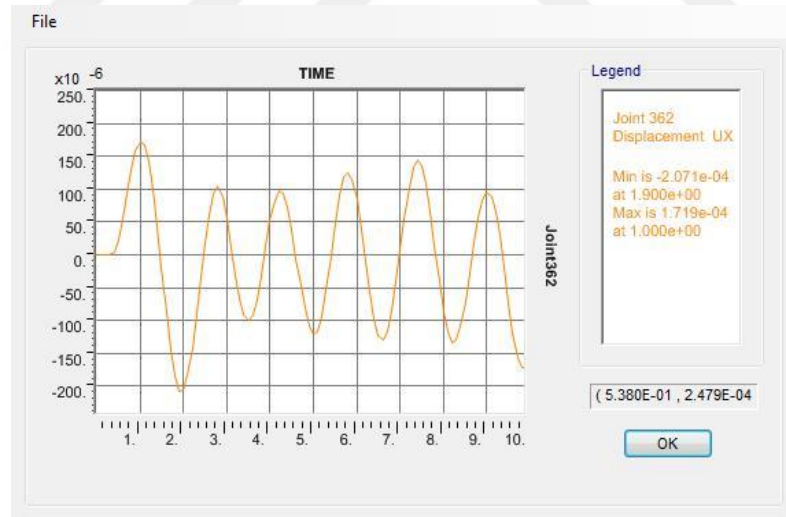 File
x10 -6
TIME
250.
200.
150.
100.
50.
0.
-50.
-100.
-150.
-200.
1. 2. 3. 4. 5. 6. 7. 8. 9. 10.
Joint362
Legend
Joint 362
Displacement UX
Min is -2.071e-04
at 1.900e+00
Max is 1.719e-04
at 1.000e+00
( 5.380E-01 , 2.479E-04
OK